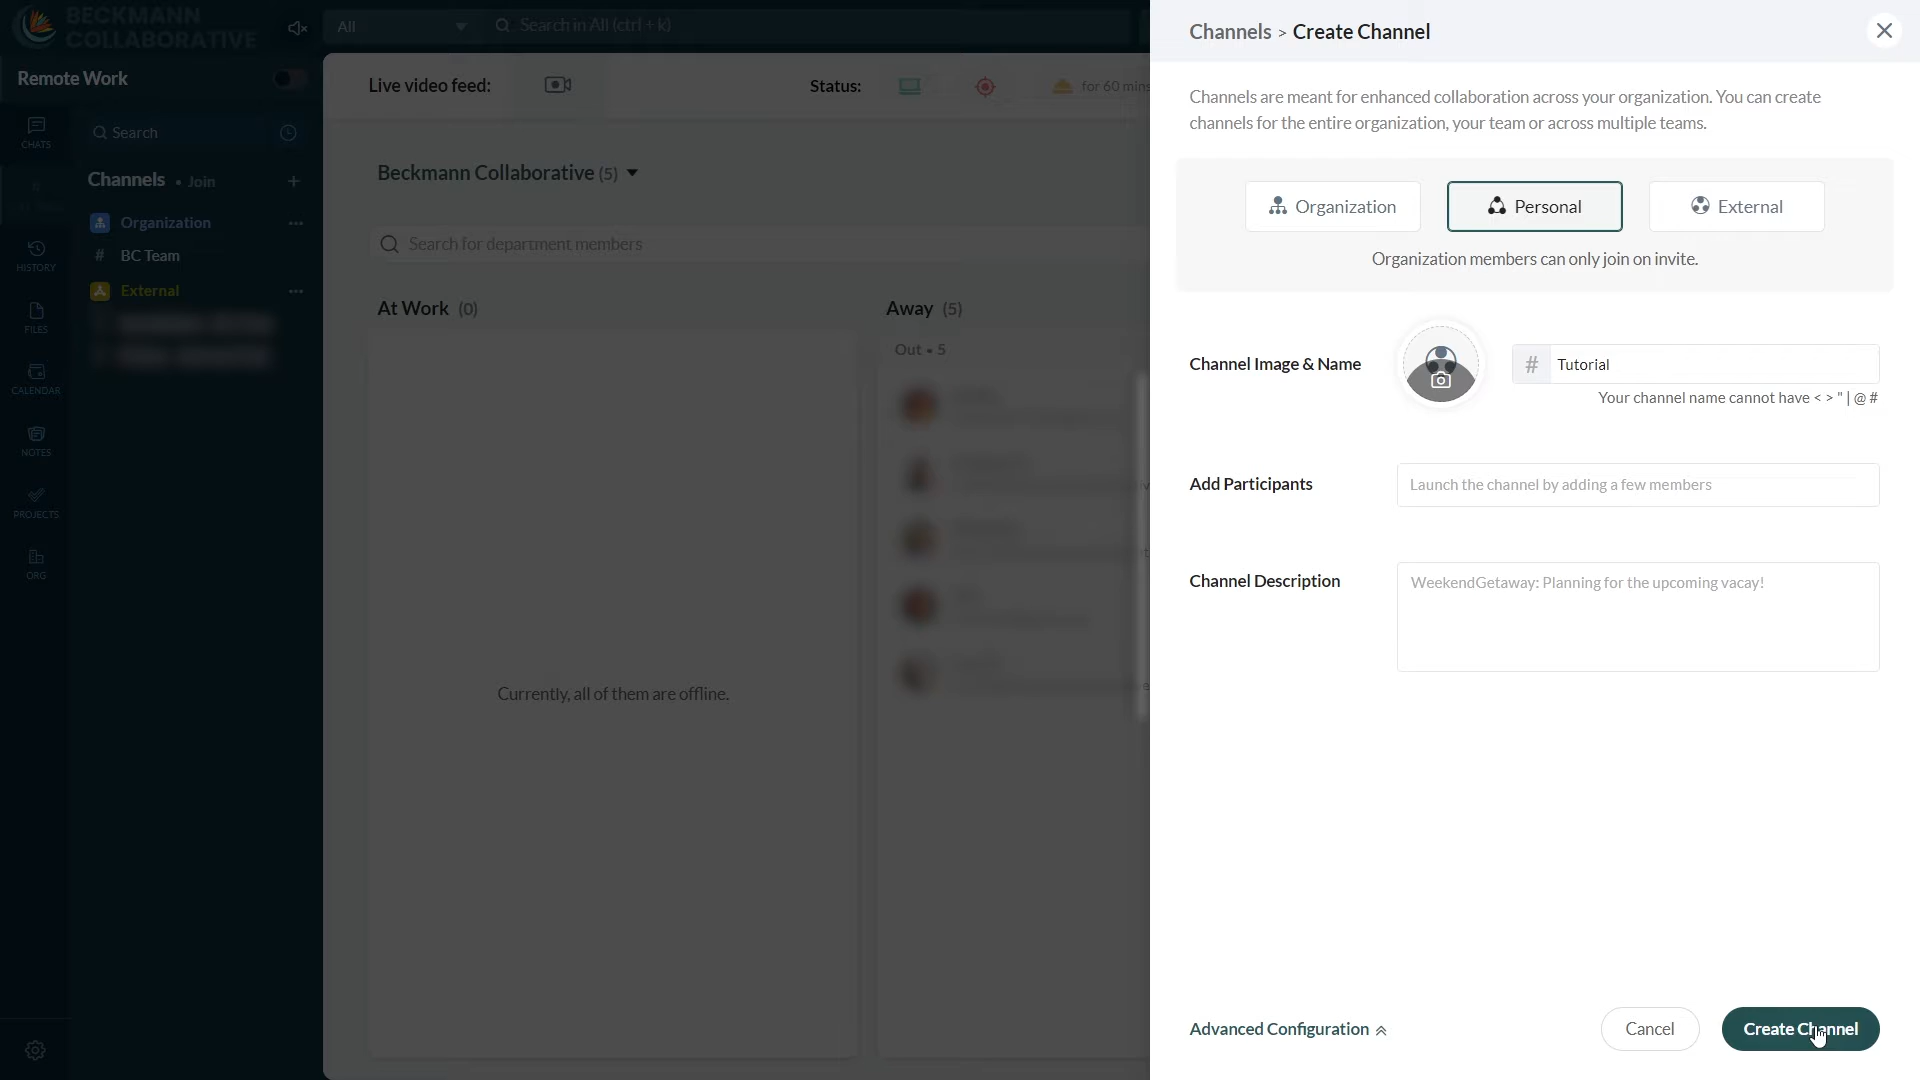 BECKMANN
COLLABORATIVE
All
Search in All (ctrl + k)
Remote Work
Live video feed:
Status:
for 60 mins
CHATS
HISTORY
FILES
CALENDAR
NOTES
PROJECTS
ORG
Search
Channels • Join +
Organization
# BC Team
External
Beckmann Collaborative (5)
Search for department members
At Work (0)
Currently, all of them are offline.
Away (5)
Out • 5
Channels > Create Channel
Channels are meant for enhanced collaboration across your organization. You can create
channels for the entire organization, your team or across multiple teams.
Organization
Personal
External
Organization members can only join on invite.
Channel Image & Name
# Tutorial
Your channel name cannot have < > " | @ #
Add Participants
Launch the channel by adding a few members
Channel Description
WeekendGetaway: Planning for the upcoming vacay!
Advanced Configuration
Cancel
Create Channel